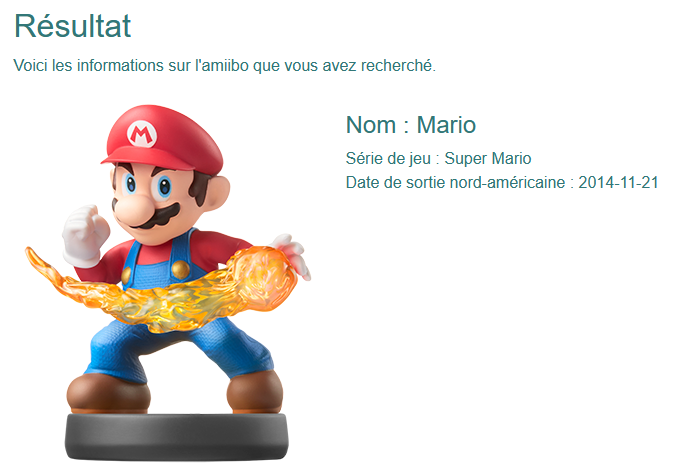 Résultat
Voici les informations sur l'amiibo que vous avez recherché.
Nom : Mario
Série de jeu : Super Mario
Date de sortie nord-américaine : 2014-11-21
M